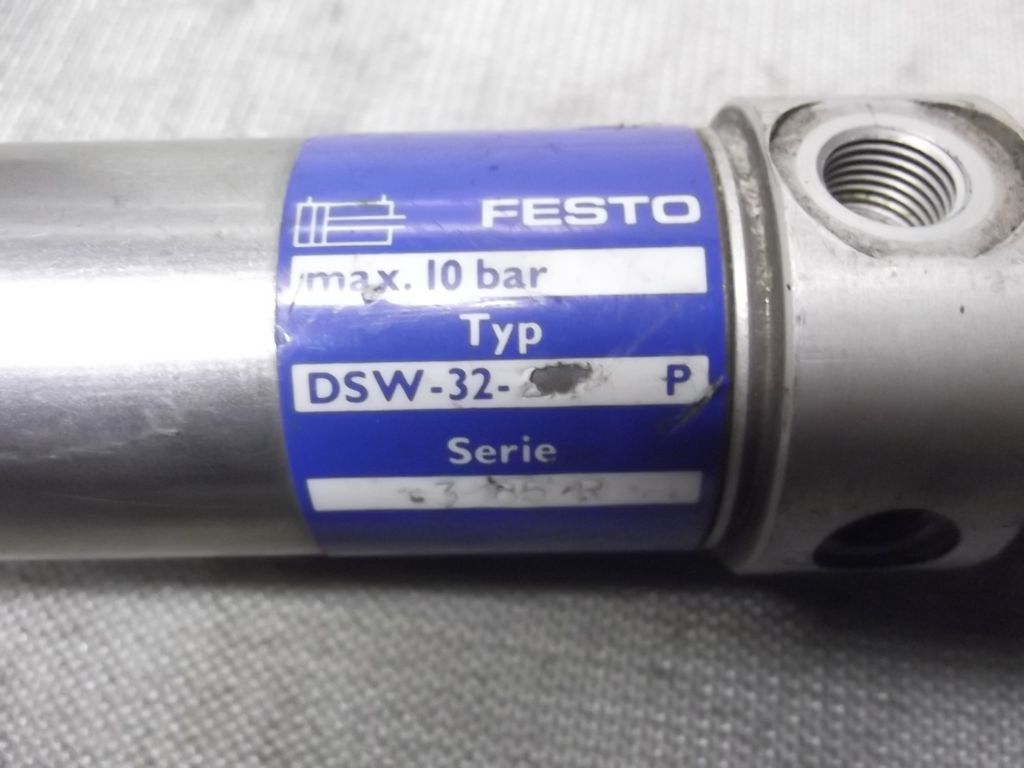 FESTO
max. 10 bar
Typ
DSW-32- P
Serie